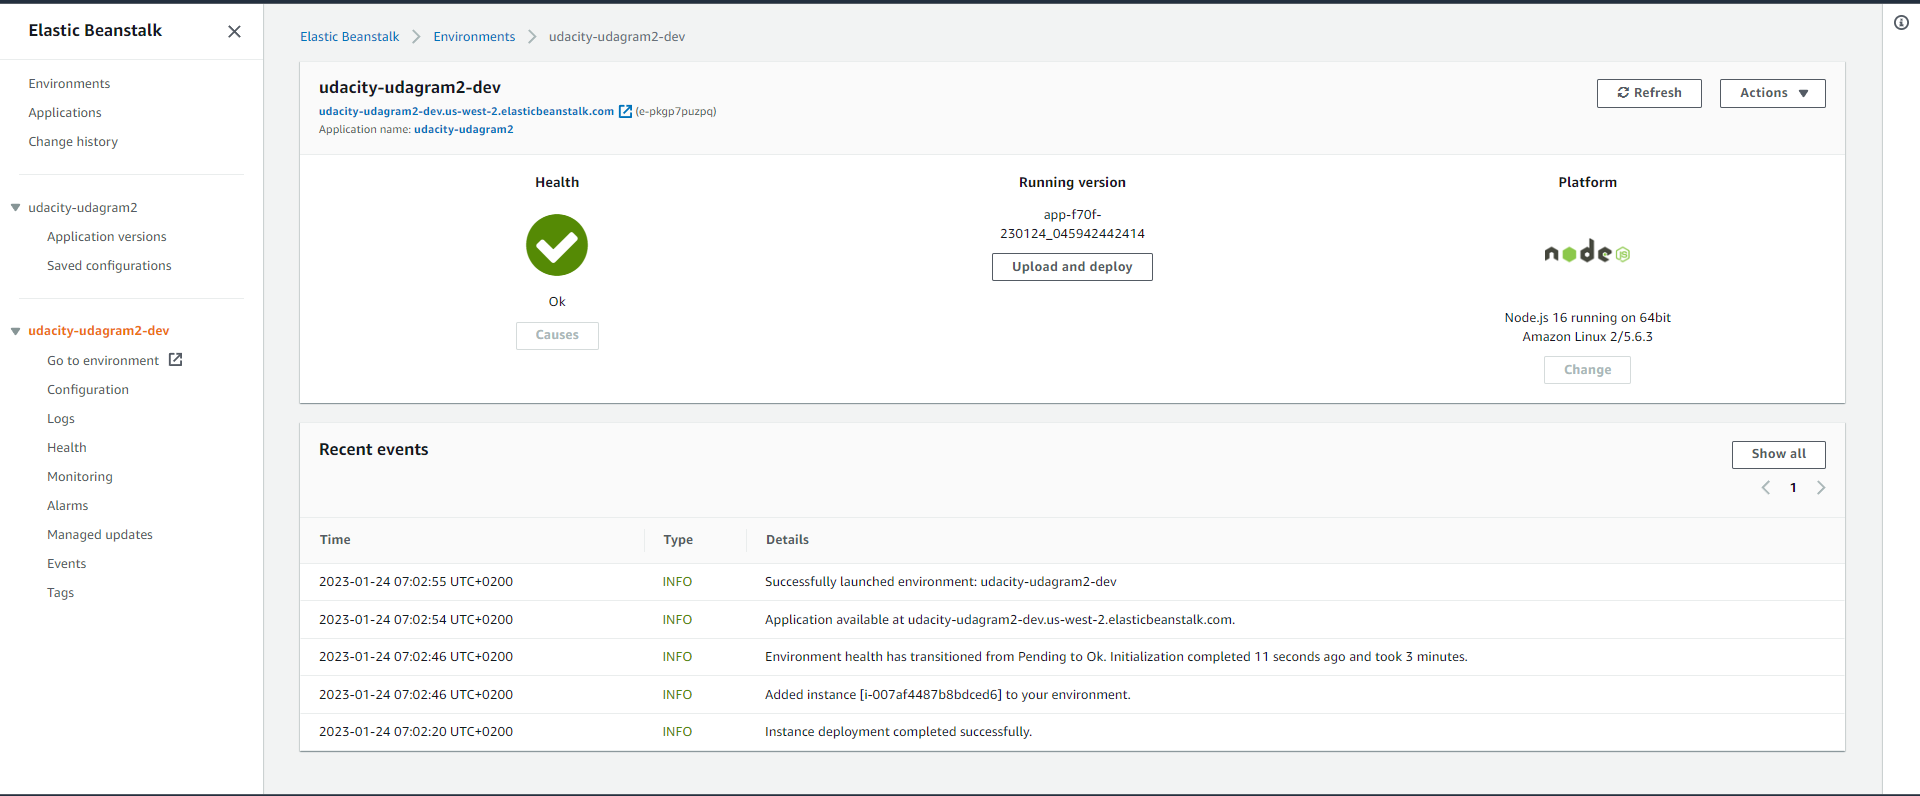 Elastic Beanstalk
Environments
Applications
Change history
udacity-udagram2
Application versions
Saved configurations
udacity-udagram2-dev
Go to environment
Configuration
Logs
Health
Monitoring
Alarms
Managed updates
Events
Tags
Elastic Beanstalk > Environments > udacity-udagram2-dev
udacity-udagram2-dev
udacity-udagram2-dev.us-west-2.elasticbeanstalk.com (e-pkgp7puzpq)
Application name: udacity-udagram2
Refresh
Actions
Health
Ok
Causes
Running version
app-f70f-
230124_045942442414
Upload and deploy
Platform
node JS
Node.js 16 running on 64bit
Amazon Linux 2/5.6.3
Change
Recent events
Show all
1
Time Type Details
2023-01-24 07:02:55 UTC+0200 INFO Successfully launched environment: udacity-udagram2-dev
2023-01-24 07:02:54 UTC+0200 INFO Application available at udacity-udagram2-dev.us-west-2.elasticbeanstalk.com.
2023-01-24 07:02:46 UTC+0200 INFO Environment health has transitioned from Pending to Ok. Initialization completed 11 seconds ago and took 3 minutes.
2023-01-24 07:02:46 UTC+0200 INFO Added instance [i-007af4487b8bdced6] to your environment.
2023-01-24 07:02:20 UTC+0200 INFO Instance deployment completed successfully.